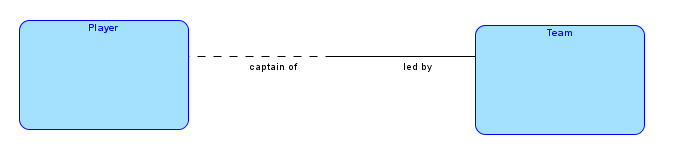 Player
Team
captain of
led by